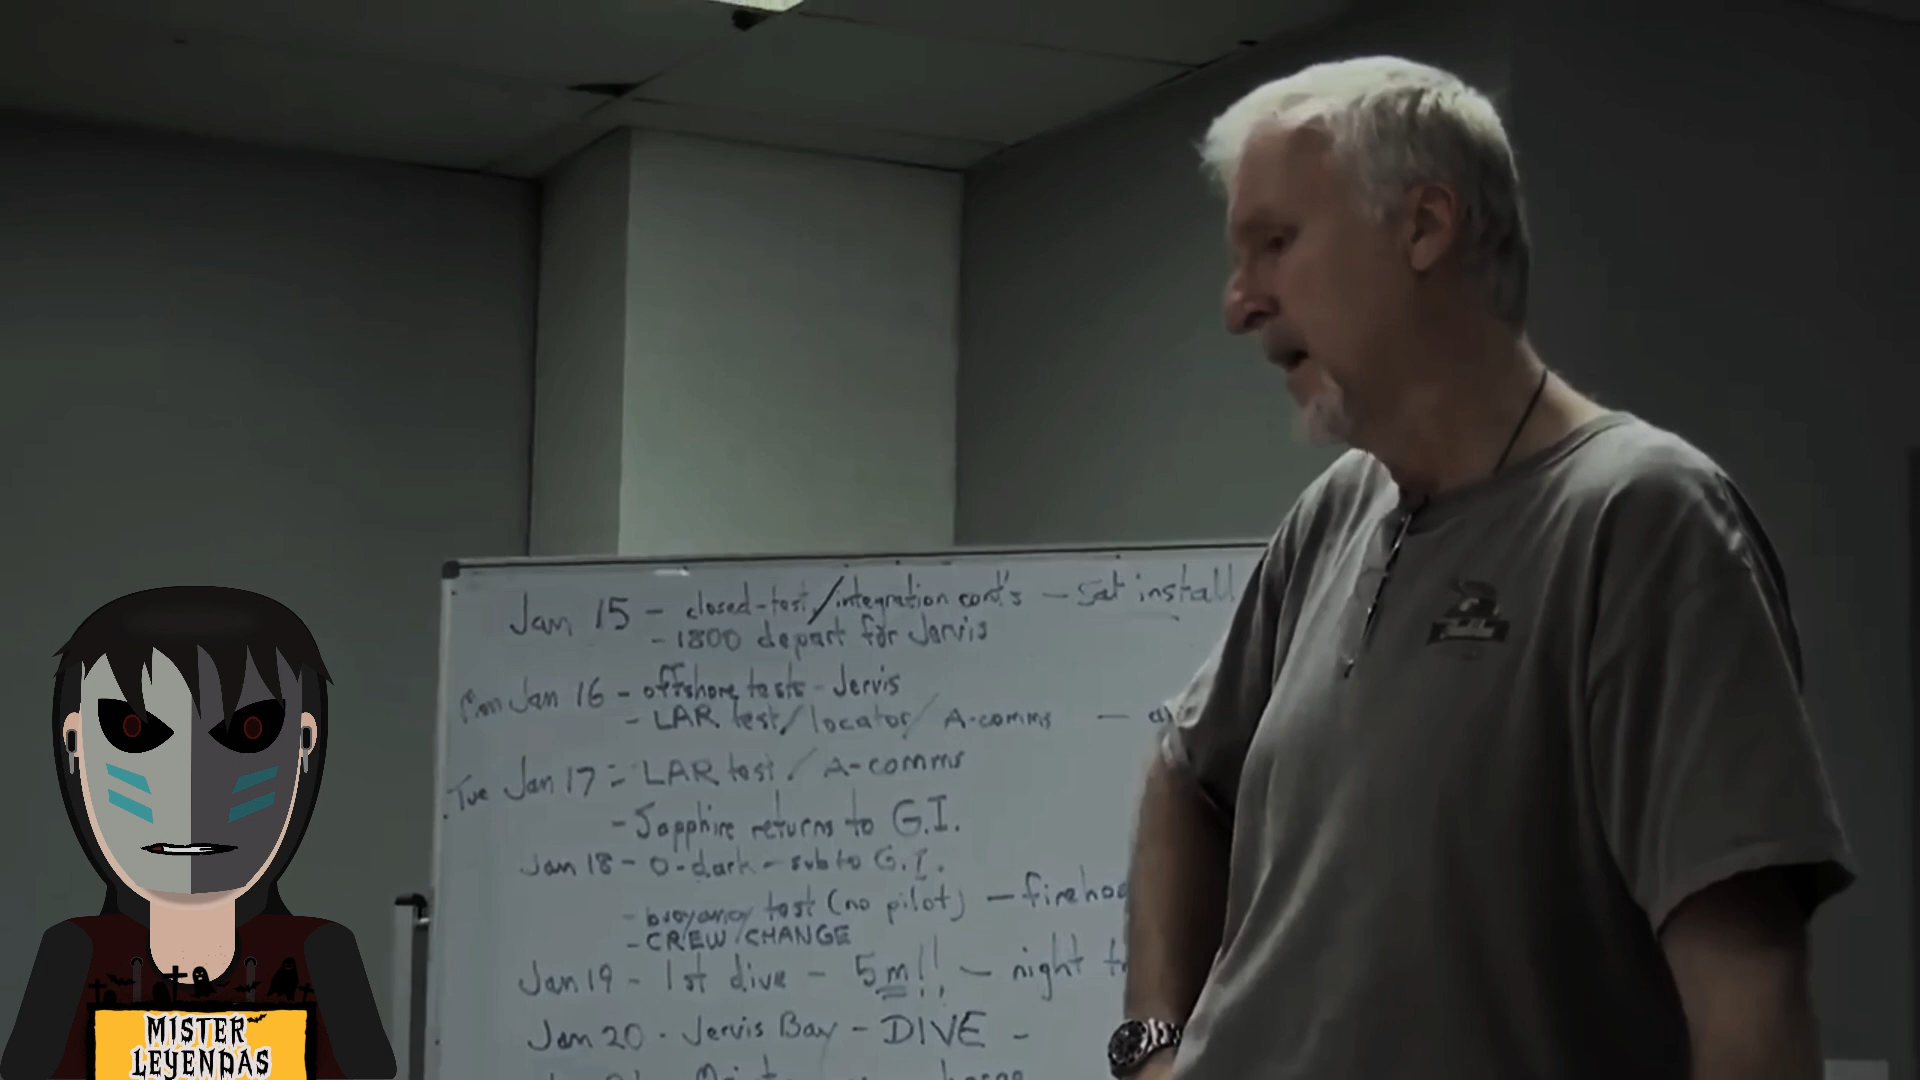 Jan 15 - closed-test/integration cont's - Sat install
- 1800 depart for Jarvis
Mon Jan 16 - offshore tests - Jervis
- LAR test/locator/ A-comms -
Tue Jan 17 - LAR test / A-comms
- Sapphire returns to G.I.
Jan 18 - 0-dark - sub to G.I.
- buoyancy test (no pilot) -
- CREW CHANGE
Jan 19 - 1st dive - 5m!! - night
Jan 20 - Jervis Bay - DIVE -
MISTER
LEYENDAS